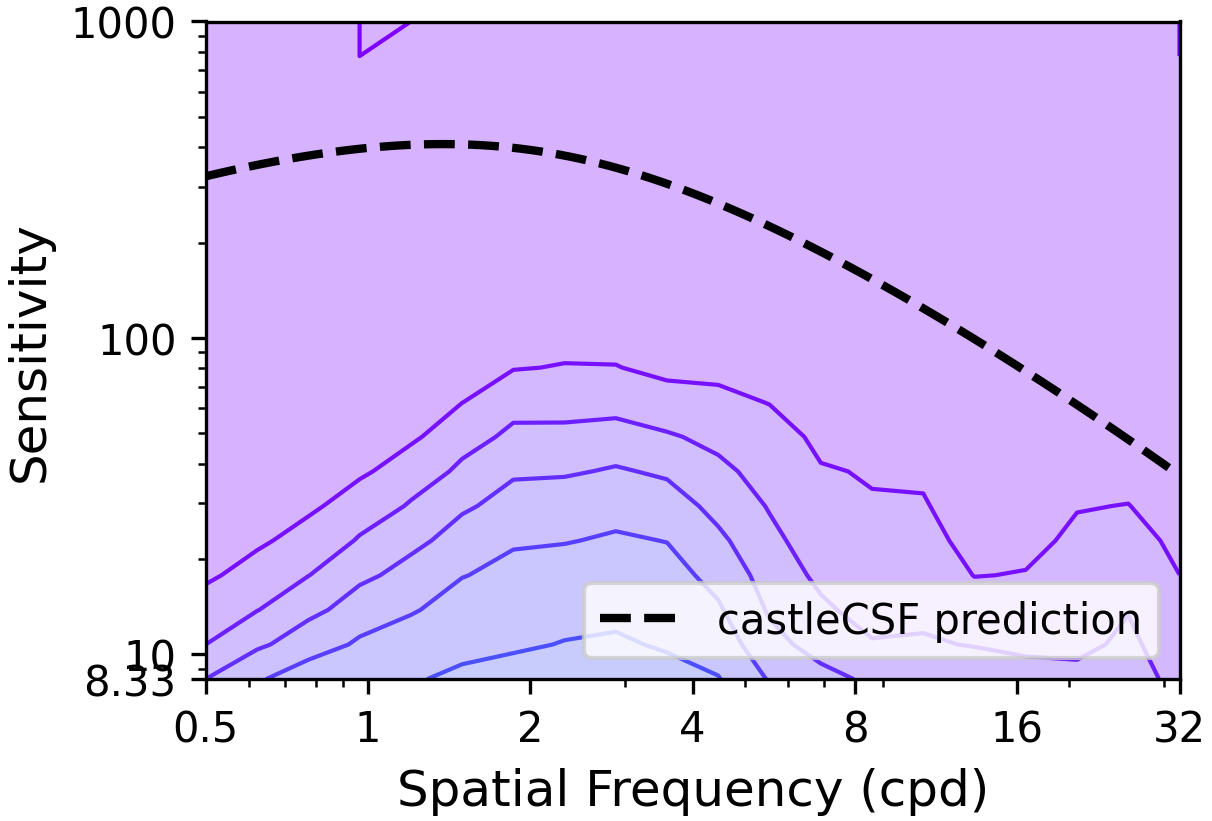 1000
100
10
8.33
Sensitivity
castleCSF prediction
0.5 1 2 4 8 16 32
Spatial Frequency (cpd)